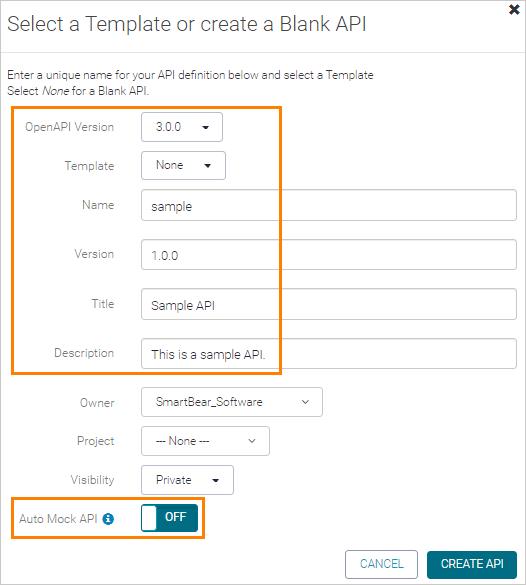 Select a Template or create a Blank API
Enter a unique name for your API definition below and select a Template
Select None for a Blank API.
OpenAPI Version 3.0.0
Template None
Name sample
Version 1.0.0
Title Sample API
Description This is a sample API.
Owner SmartBear_Software
Project --- None ---
Visibility Private
Auto Mock API OFF
CANCEL CREATE API